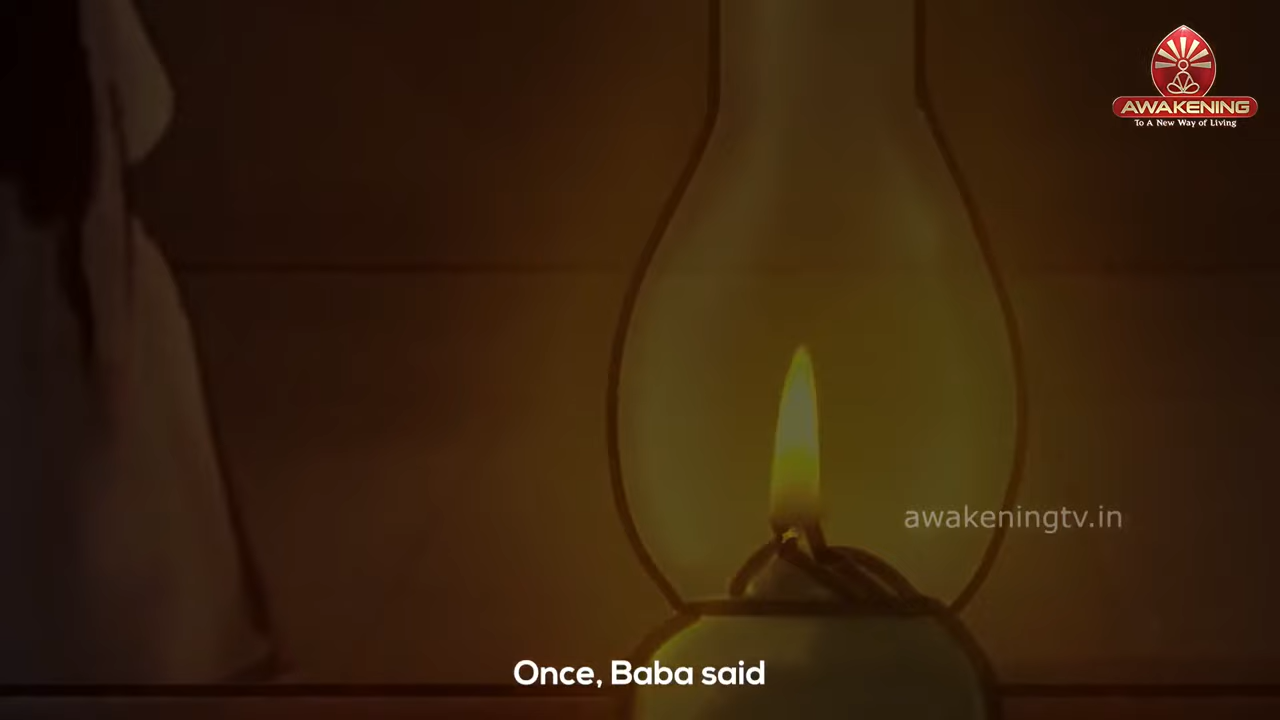 AWAKENING
To A New Way of Living
awakeningtv.in
Once, Baba said